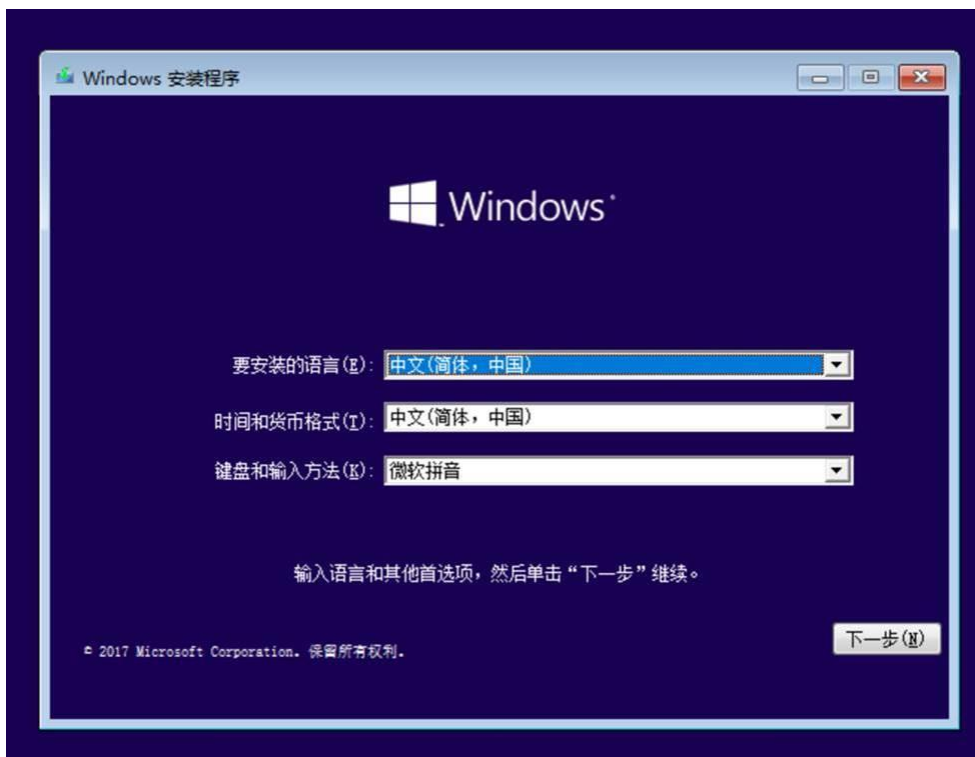 Windows 安装程序
Windows
要安装的语言(E): 中文(简体，中国)
时间和货币格式(T): 中文(简体，中国)
键盘和输入方法(K): 微软拼音
输入语言和其他首选项，然后单击“下一步”继续。
下一步(N)
© 2017 Microsoft Corporation。保留所有权利。